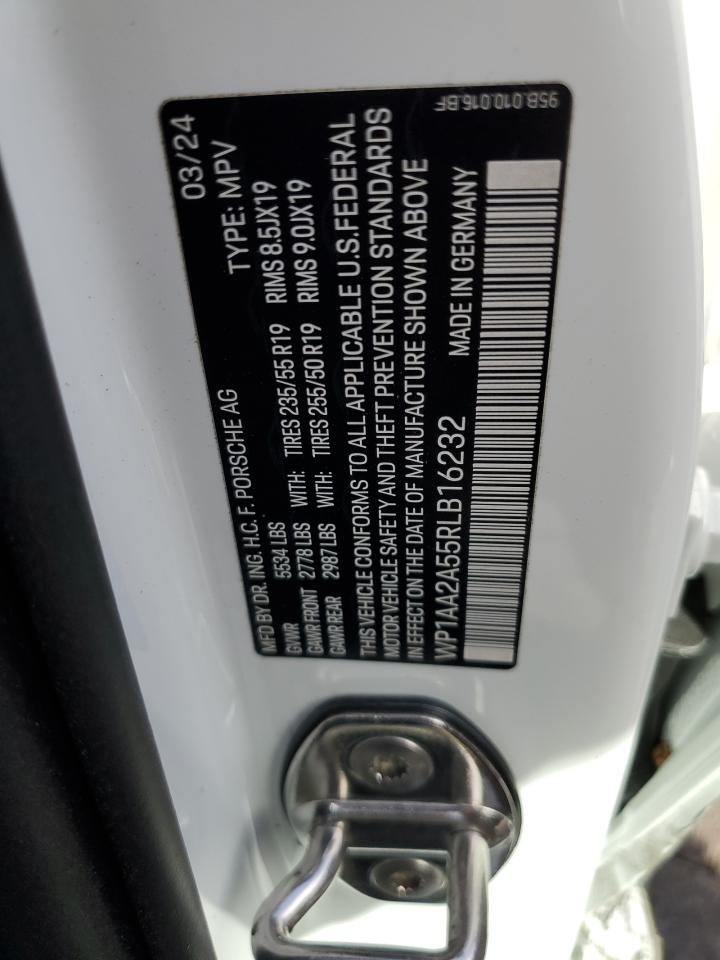 03/24
MFD BY DR. ING. H.C. F. PORSCHE AG TYPE: MPV
GVWR 5534 LBS
GAWR FRONT 2778 LBS WITH: TIRES 235/55 R19 RIMS 8.5JX19
GAWR REAR 2987 LBS WITH: TIRES 255/50 R19 RIMS 9.0JX19
THIS VEHICLE CONFORMS TO ALL APPLICABLE U.S. FEDERAL
MOTOR VEHICLE SAFETY AND THEFT PREVENTION STANDARDS
IN EFFECT ON THE DATE OF MANUFACTURE SHOWN ABOVE
WP1AA2A55RLB16232 MADE IN GERMANY
95B.010.016.BF